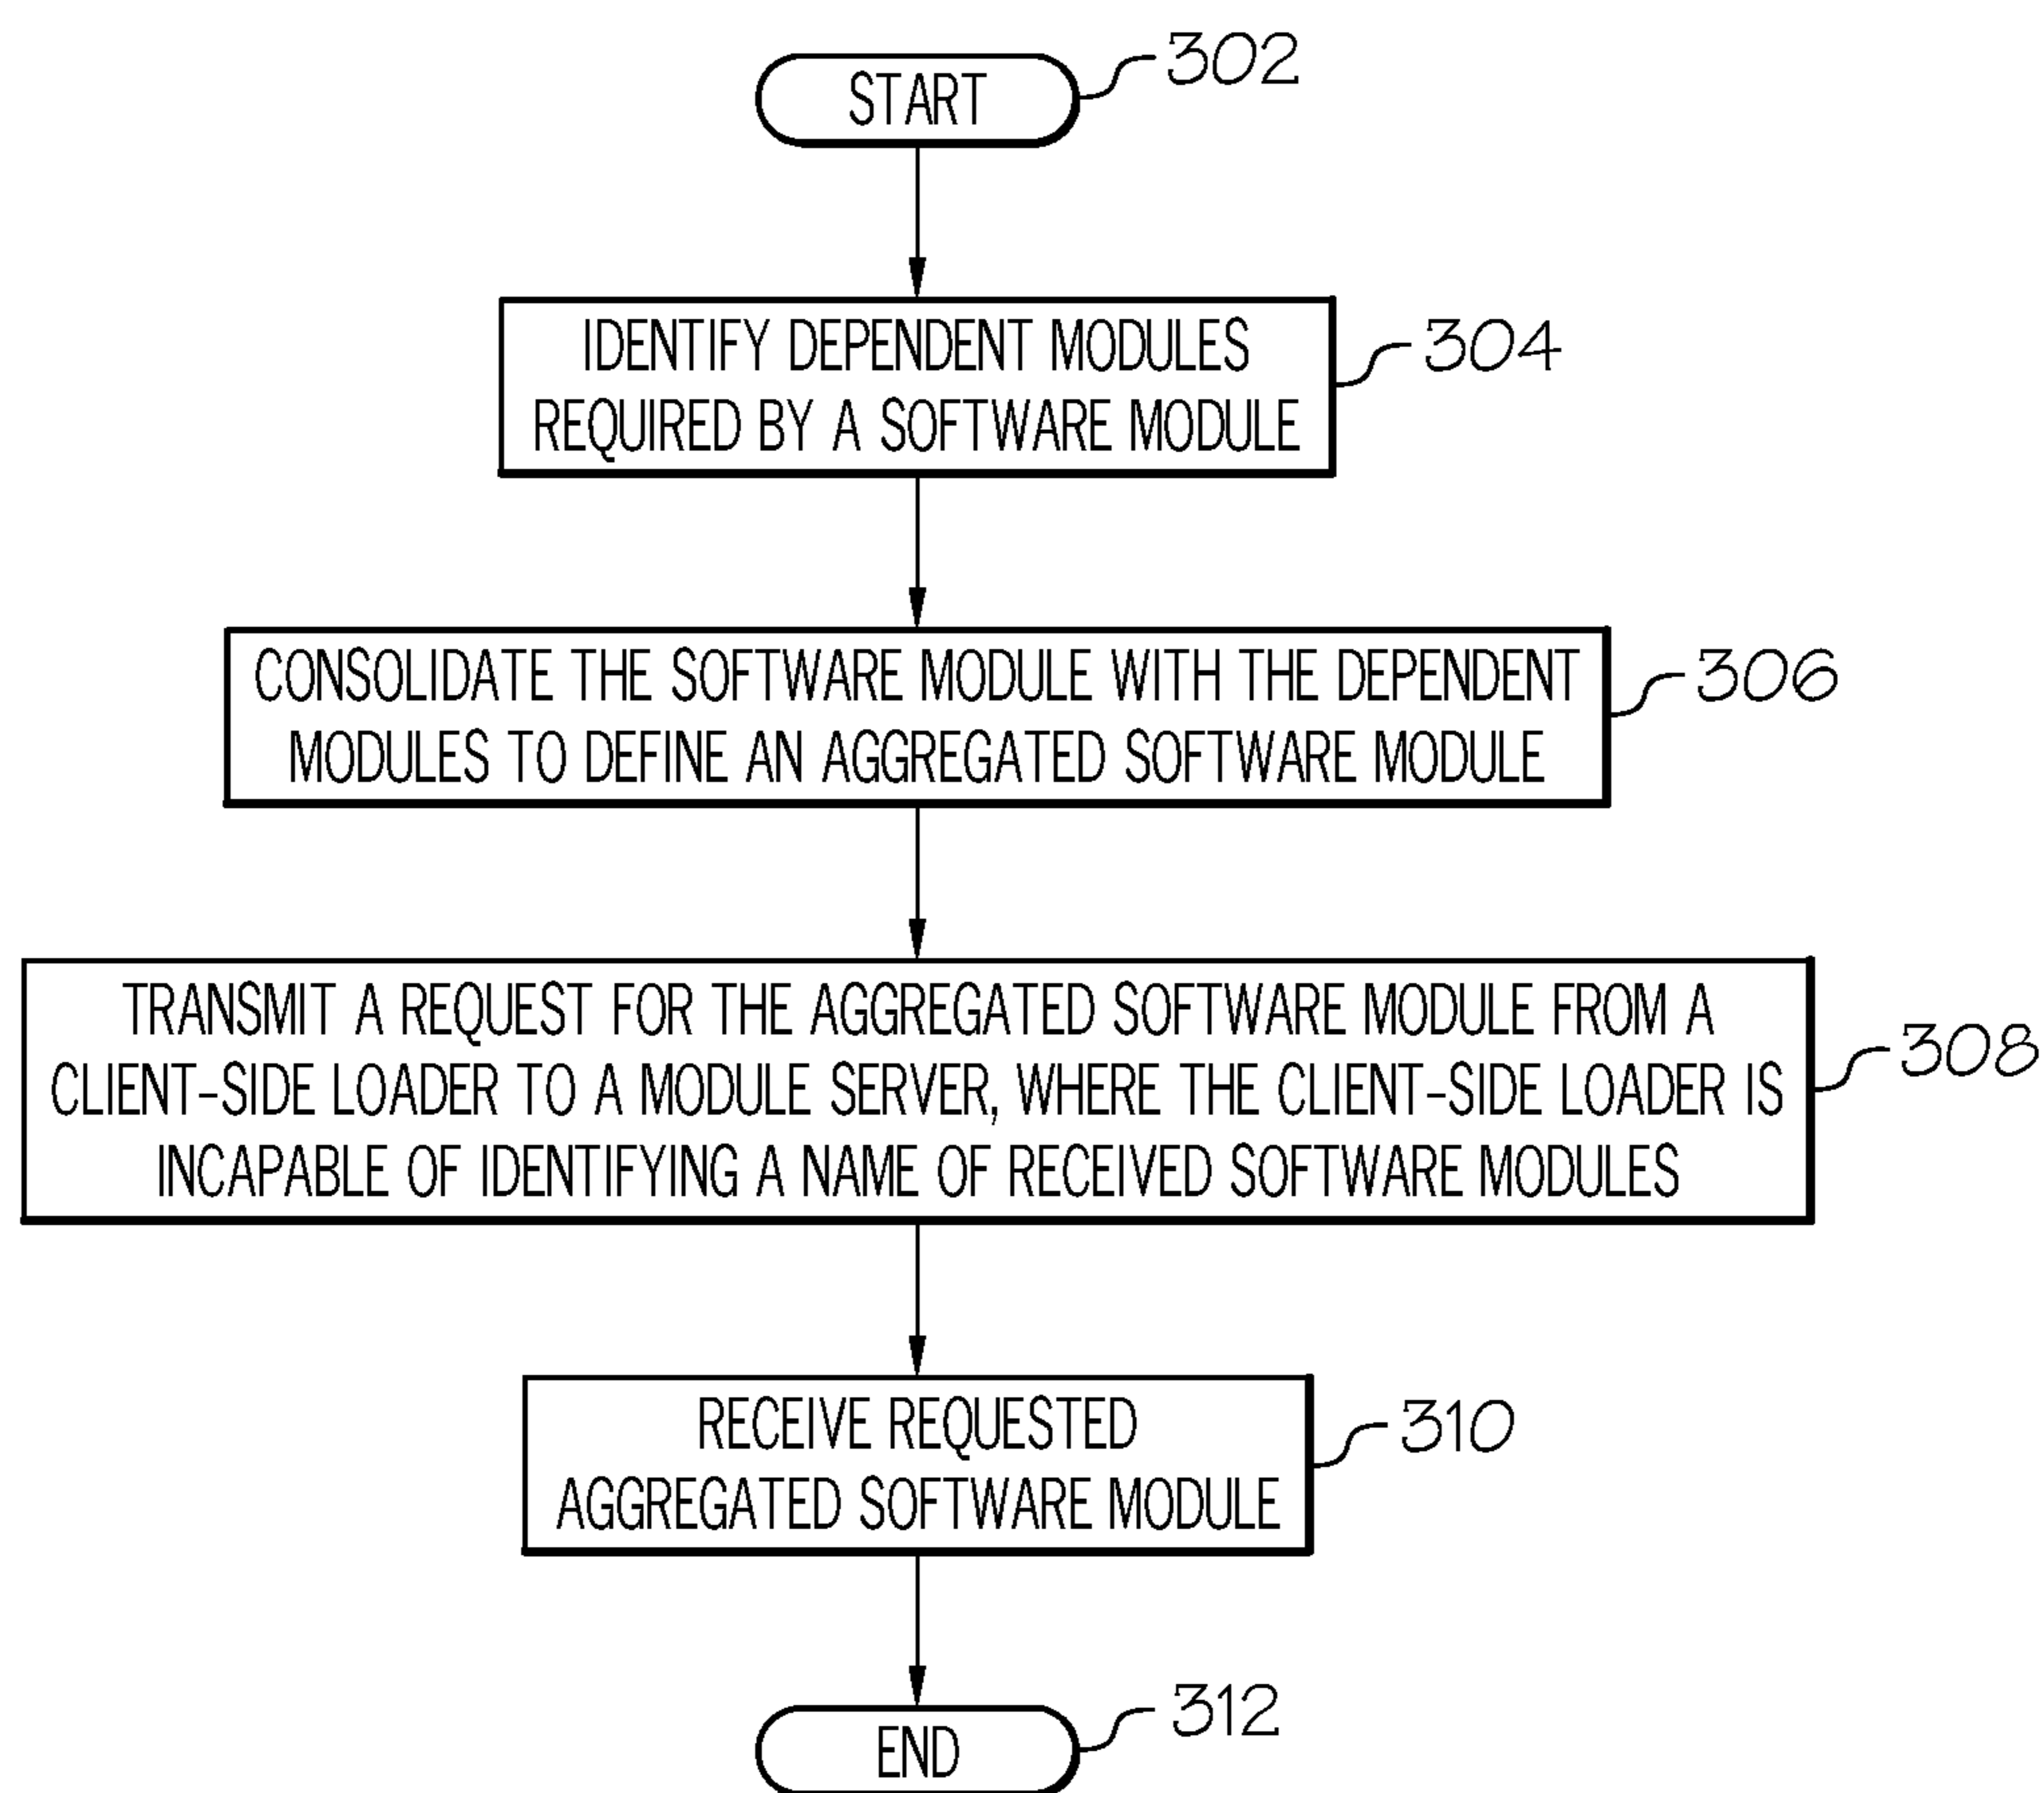 START
302
IDENTIFY DEPENDENT MODULES
REQUIRED BY A SOFTWARE MODULE
304
CONSOLIDATE THE SOFTWARE MODULE WITH THE DEPENDENT
MODULES TO DEFINE AN AGGREGATED SOFTWARE MODULE
306
TRANSMIT A REQUEST FOR THE AGGREGATED SOFTWARE MODULE FROM A
CLIENT-SIDE LOADER TO A MODULE SERVER, WHERE THE CLIENT-SIDE LOADER IS
INCAPABLE OF IDENTIFYING A NAME OF RECEIVED SOFTWARE MODULES
308
RECEIVE REQUESTED
AGGREGATED SOFTWARE MODULE
310
END
312